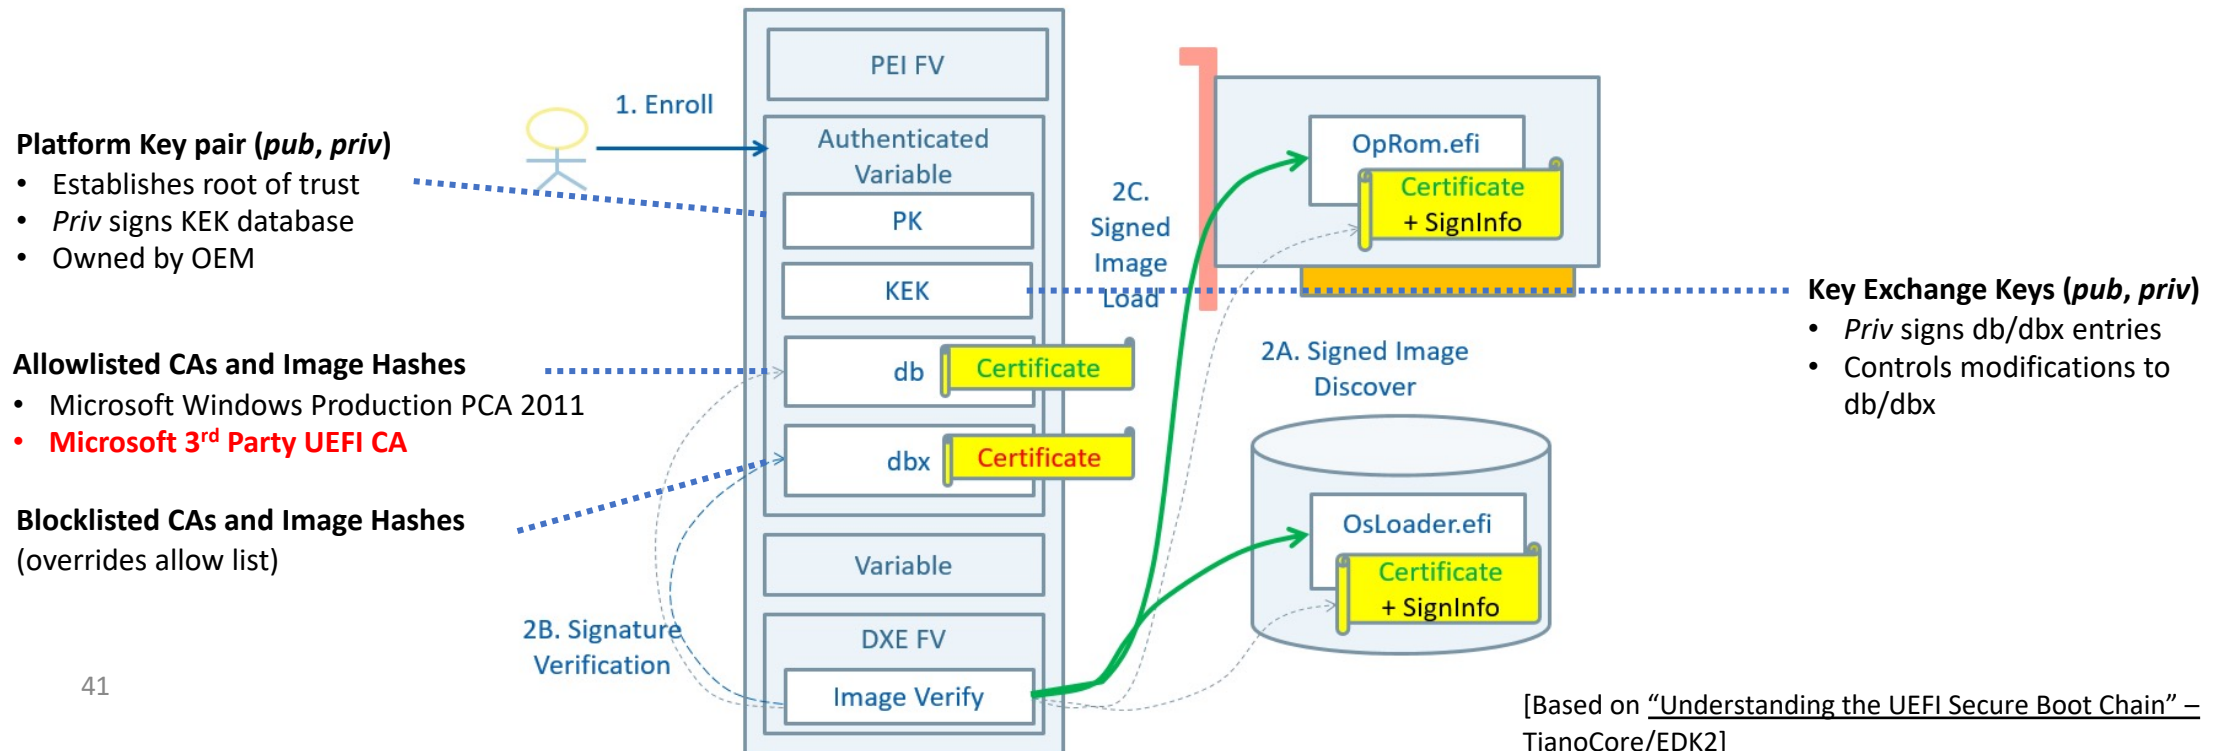 Platform Key pair (pub, priv)
• Establishes root of trust
• Priv signs KEK database
• Owned by OEM
Allowlisted CAs and Image Hashes
• Microsoft Windows Production PCA 2011
• Microsoft 3rd Party UEFI CA
Blocklisted CAs and Image Hashes
(overrides allow list)
41
1. Enroll
PEI FV
Authenticated
Variable
PK
KEK
db
Certificate
dbx
Certificate
Variable
DXE FV
Image Verify
2B. Signature
Verification
2C.
Signed
Image
Load
OpRom.efi
Certificate
+ SignInfo
2A. Signed Image
Discover
OsLoader.efi
Certificate
+ SignInfo
Key Exchange Keys (pub, priv)
• Priv signs db/dbx entries
• Controls modifications to
db/dbx
[Based on “Understanding the UEFI Secure Boot Chain” –
TianoCore/EDK2]